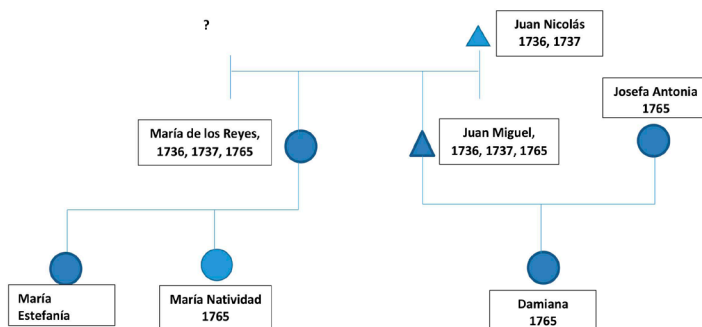 ?
Juan Nicolás
1736, 1737
Josefa Antonia
1765
María de los Reyes,
1736, 1737, 1765
Juan Miguel,
1736, 1737, 1765
María
Estefanía
María Natividad
1765
Damiana
1765